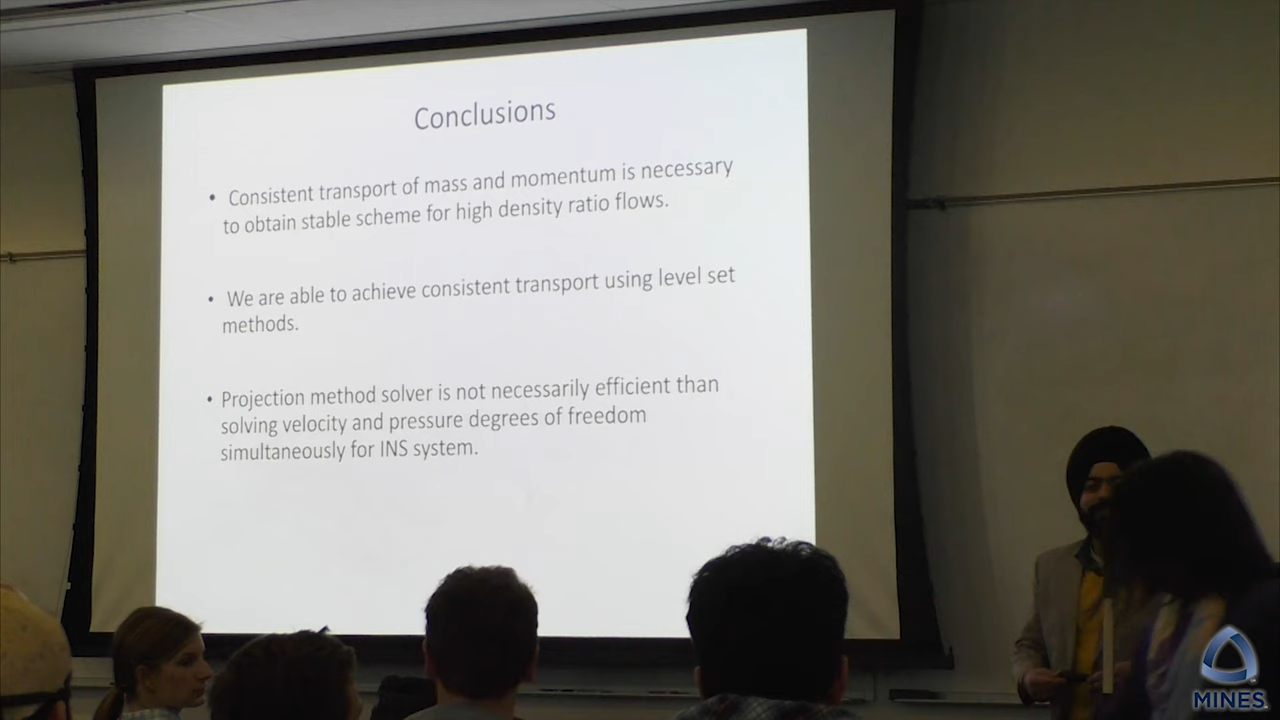 Conclusions
• Consistent transport of mass and momentum is necessary
to obtain stable scheme for high density ratio flows.
• We are able to achieve consistent transport using level set
methods.
• Projection method solver is not necessarily efficient than
solving velocity and pressure degrees of freedom
simultaneously for INS system.
MINES